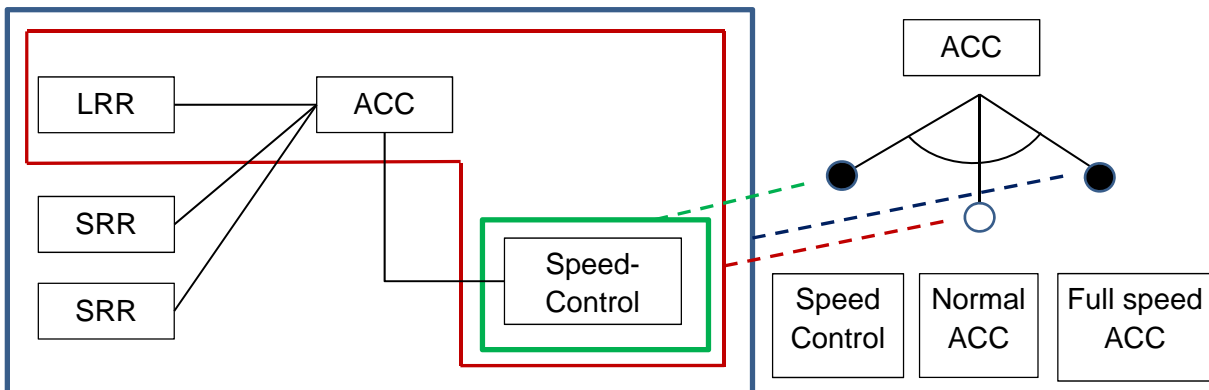 LRR
ACC
SRR
SRR
Speed-
Control
ACC
Speed
Control
Normal
ACC
Full speed
ACC